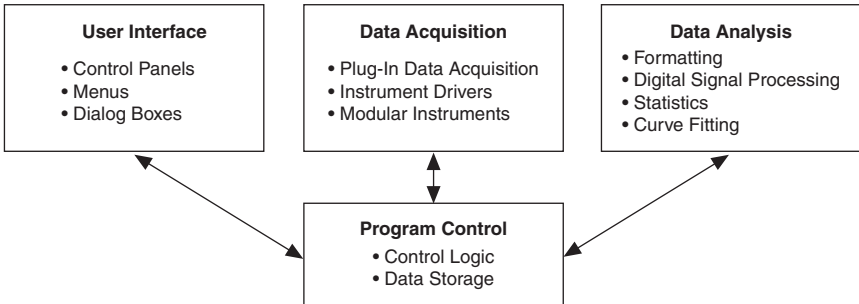 User Interface
• Control Panels
• Menus
• Dialog Boxes
Data Acquisition
• Plug-In Data Acquisition
• Instrument Drivers
• Modular Instruments
Data Analysis
• Formatting
• Digital Signal Processing
• Statistics
• Curve Fitting
Program Control
• Control Logic
• Data Storage